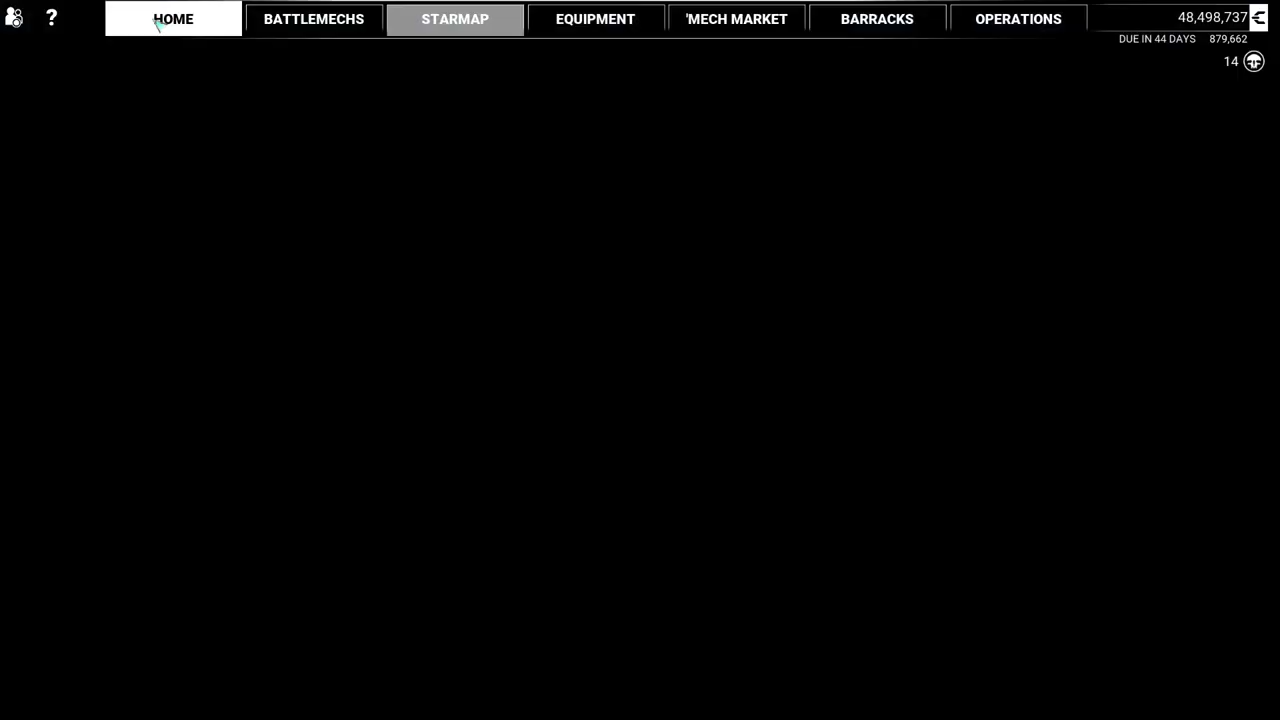 ? HOME BATTLEMECHS STARMAP EQUIPMENT 'MECH MARKET BARRACKS OPERATIONS 48,498,737
DUE IN 44 DAYS 879,662
14